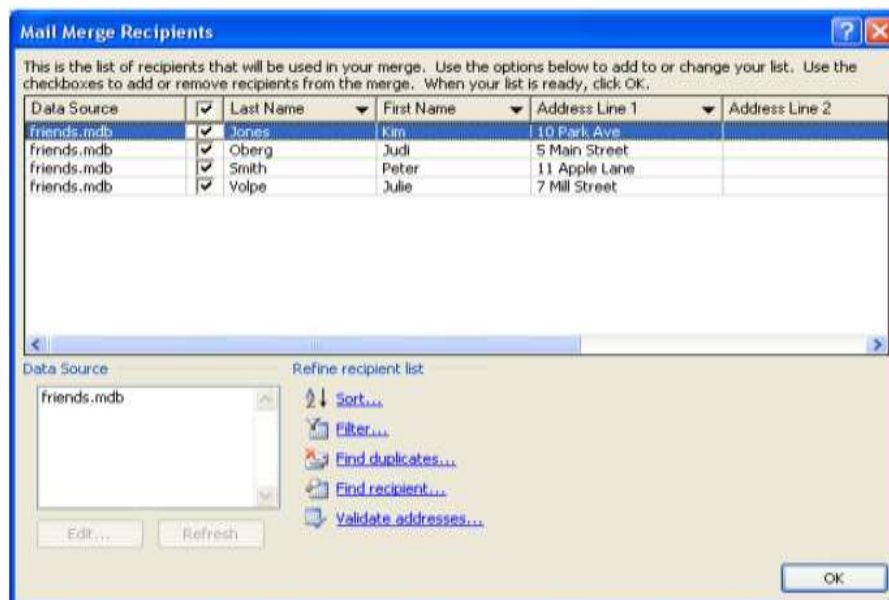 Mail Merge Recipients
This is the list of recipients that will be used in your merge. Use the options below to add to or change your list. Use the
checkboxes to add or remove recipients from the merge. When your list is ready, click OK.
Data Source Last Name First Name Address Line 1 Address Line 2
friends.mdb Jones Kim 10 Park Ave
friends.mdb Oberg Judi 5 Main Street
friends.mdb Smith Peter 11 Apple Lane
friends.mdb Volpe Julie 7 Mill Street
Data Source Refine recipient list
friends.mdb
Sort...
Filter...
Find duplicates...
Find recipient...
Validate addresses...
Edit... Refresh
OK